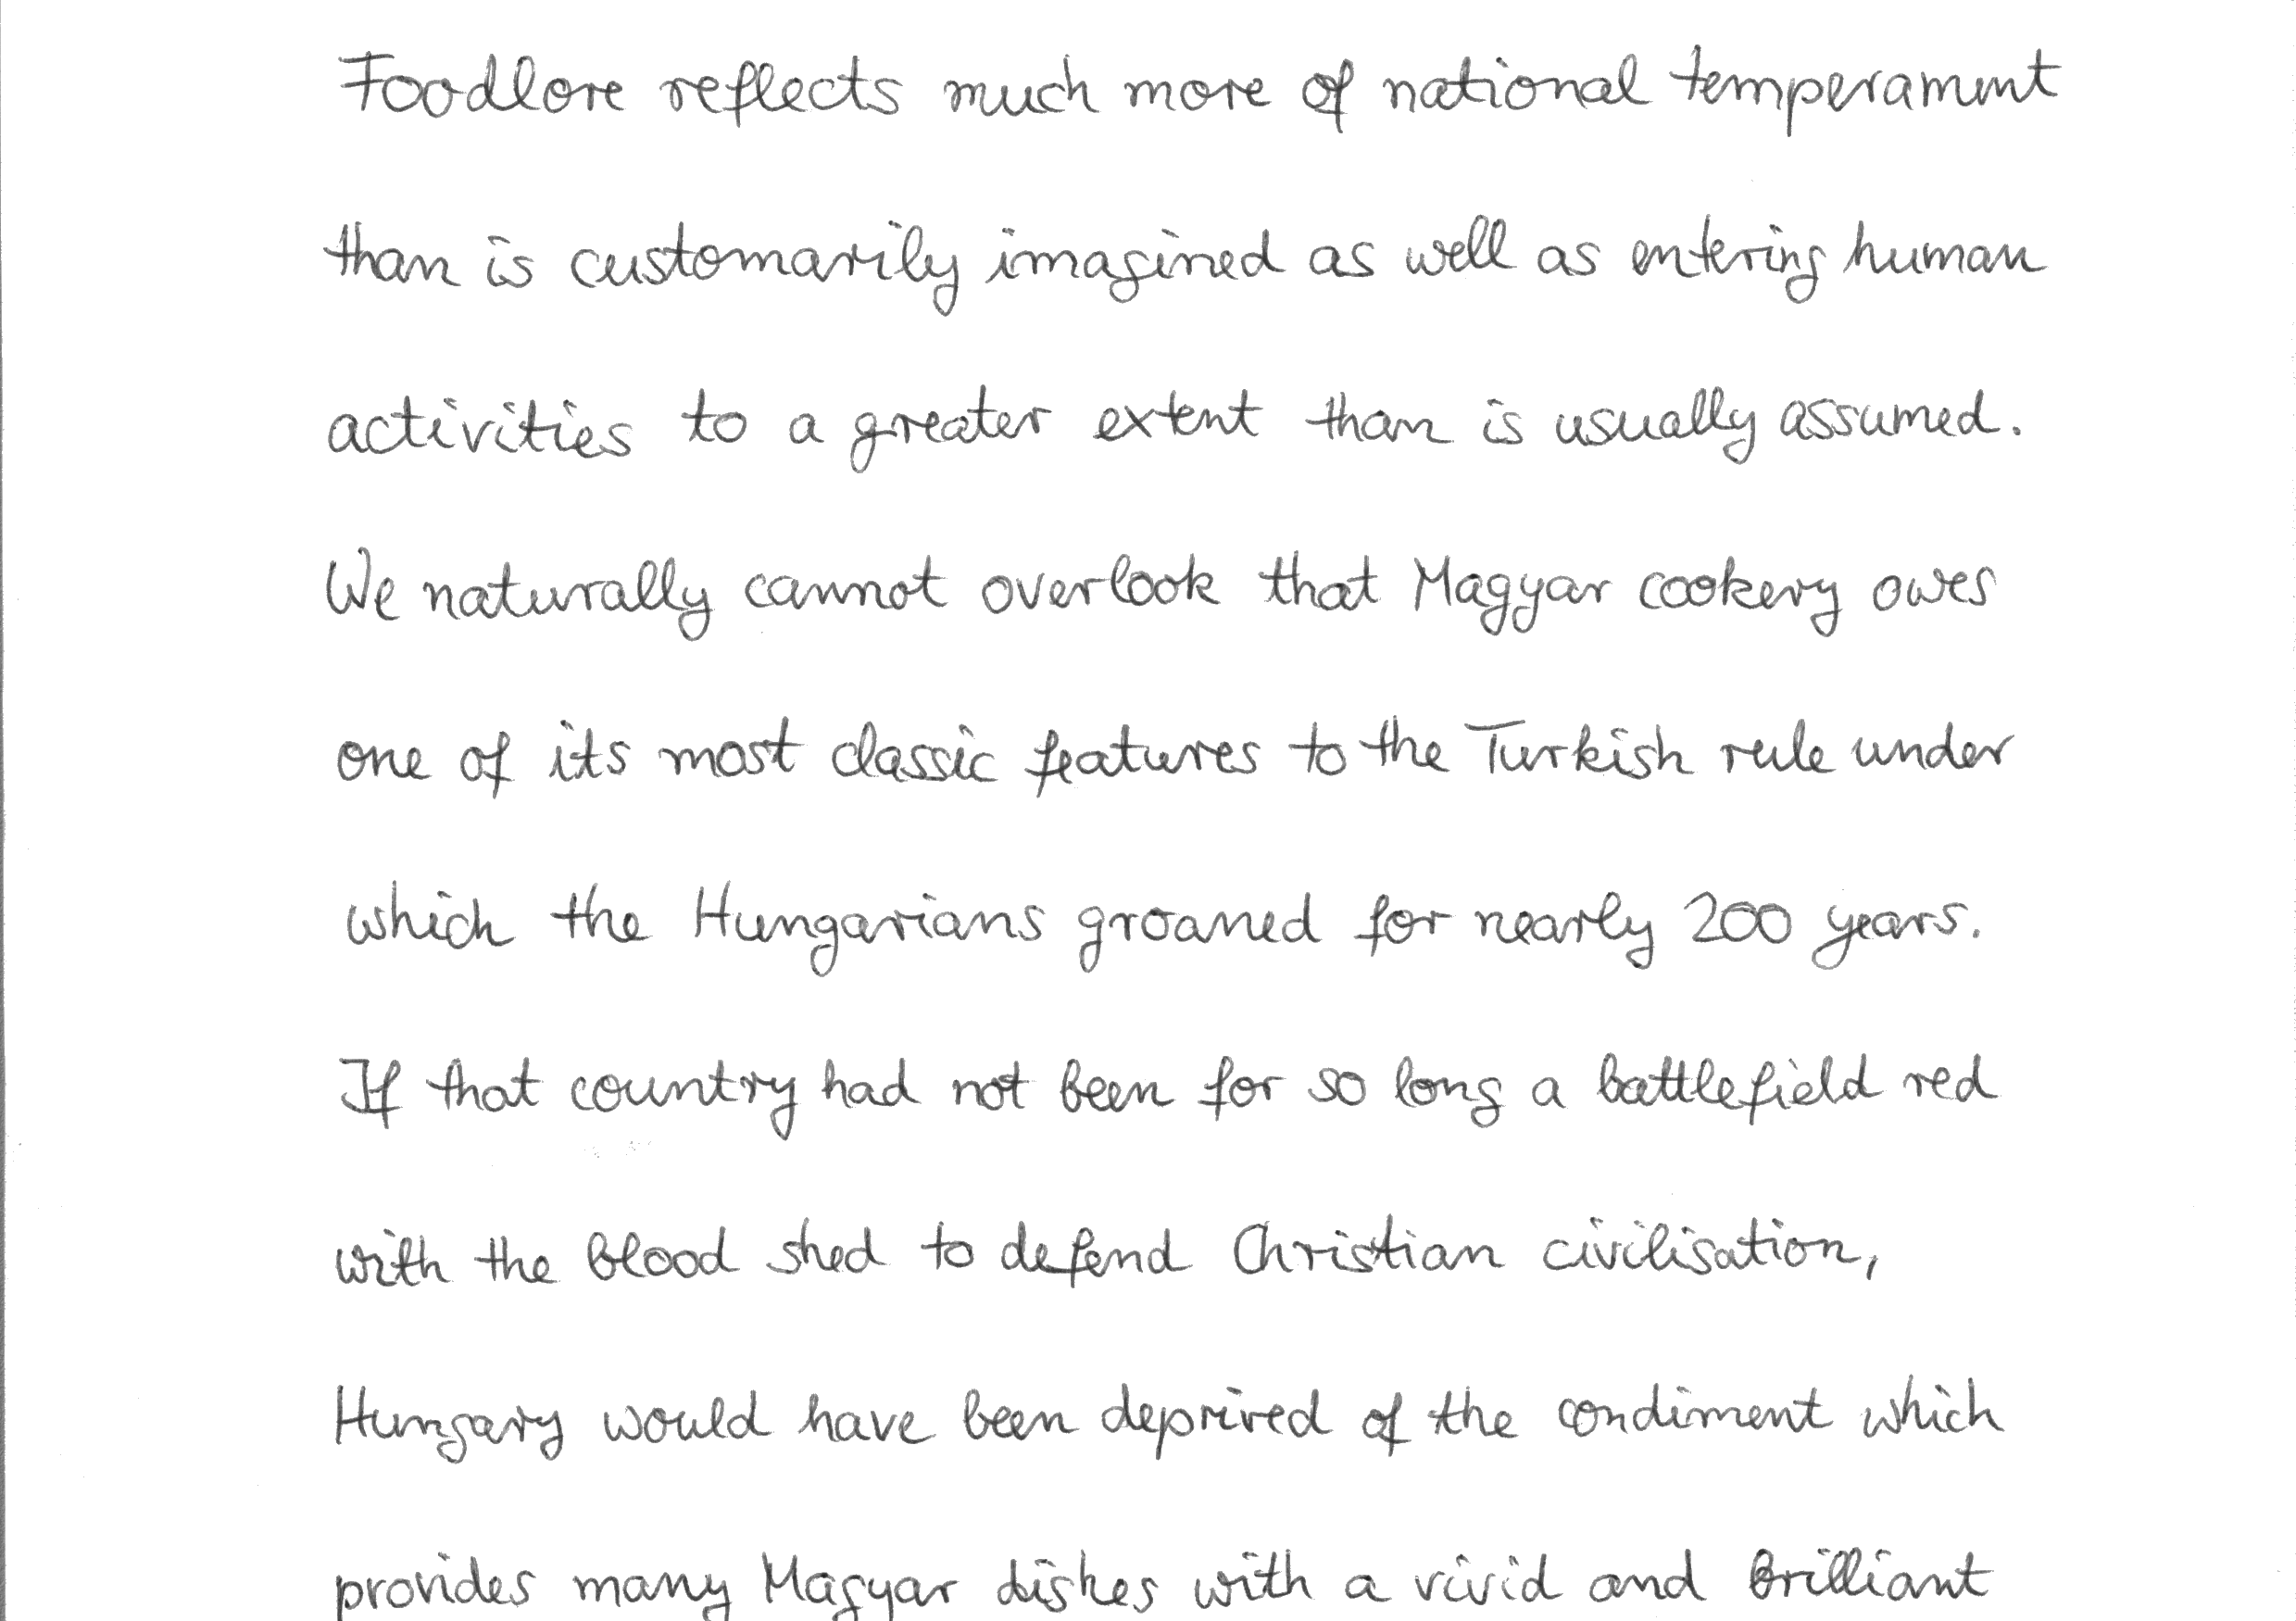 Foodlore reflects much more of national temperament
than is customarily imagined as well as entering human
activities to a greater extent than is usually assumed.
We naturally cannot overlook that Magyar cookery owes
one of its most classic features to the Turkish rule under
which the Hungarians groaned for nearly 200 years.
If that country had not been for so long a battlefield red
with the blood shed to defend Christian civilisation,
Hungary would have been deprived of the condiment which
provides many Magyar dishes with a vivid and brilliant